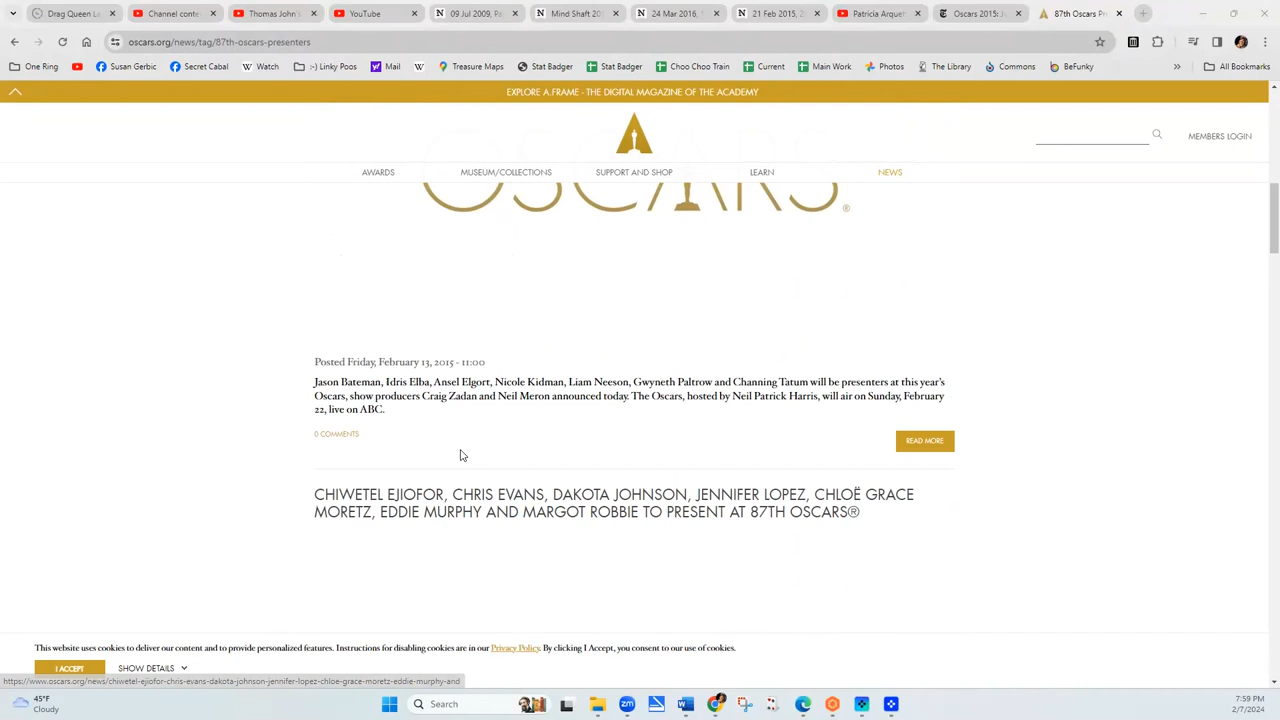 Drag Queen L
Channel conte
Thomas John's
YouTube
09 Jul 2009, Pa
Mind Shaft 20
24 Mar 2016, 
21 Feb 2015, 2
Patricia Arquett
Oscars 2015: Ju
87th Oscars Pre
oscars.org/news/tag/87th-oscars-presenters
One Ring
Susan Gerbic
Secret Cabal
Watch
:-) Linky Poos
Mail
Treasure Maps
Stat Badger
Stat Badger
Choo Choo Train
Current
Main Work
Photos
The Library
Commons
BeFunky
All Bookmarks
EXPLORE A.FRAME - THE DIGITAL MAGAZINE OF THE ACADEMY
MEMBERS LOGIN
AWARDS
MUSEUM/COLLECTIONS
SUPPORT AND SHOP
LEARN
NEWS
OSCARS®
Posted Friday, February 13, 2015 - 11:00
Jason Bateman, Idris Elba, Ansel Elgort, Nicole Kidman, Liam Neeson, Gwyneth Paltrow and Channing Tatum will be presenters at this year's
Oscars, show producers Craig Zadan and Neil Meron announced today. The Oscars, hosted by Neil Patrick Harris, will air on Sunday, February
22, live on ABC.
0 COMMENTS
READ MORE
CHIWETEL EJIOFOR, CHRIS EVANS, DAKOTA JOHNSON, JENNIFER LOPEZ, CHLOË GRACE
MORETZ, EDDIE MURPHY AND MARGOT ROBBIE TO PRESENT AT 87TH OSCARS®
This website uses cookies to deliver our content and to provide personalized features. Instructions for disabling cookies are in our Privacy Policy. By clicking I Accept, you consent to our use of cookies.
I ACCEPT
SHOW DETAILS
https://www.oscars.org/news/chiwetel-ejiofor-chris-evans-dakota-johnson-jennifer-lopez-chloe-grace-moretz-eddie-murphy-and
45°F
Cloudy
Search
7:59 PM
2/7/2024